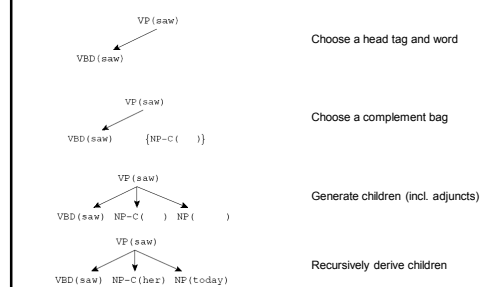 VP(saw)
Choose a head tag and word
VBD(saw)
VP(saw)
Choose a complement bag
VBD(saw) {NP-C( )}
VP(saw)
Generate children (incl. adjuncts)
VBD(saw) NP-C( ) NP( )
VP(saw)
Recursively derive children
VBD(saw) NP-C(her) NP(today)